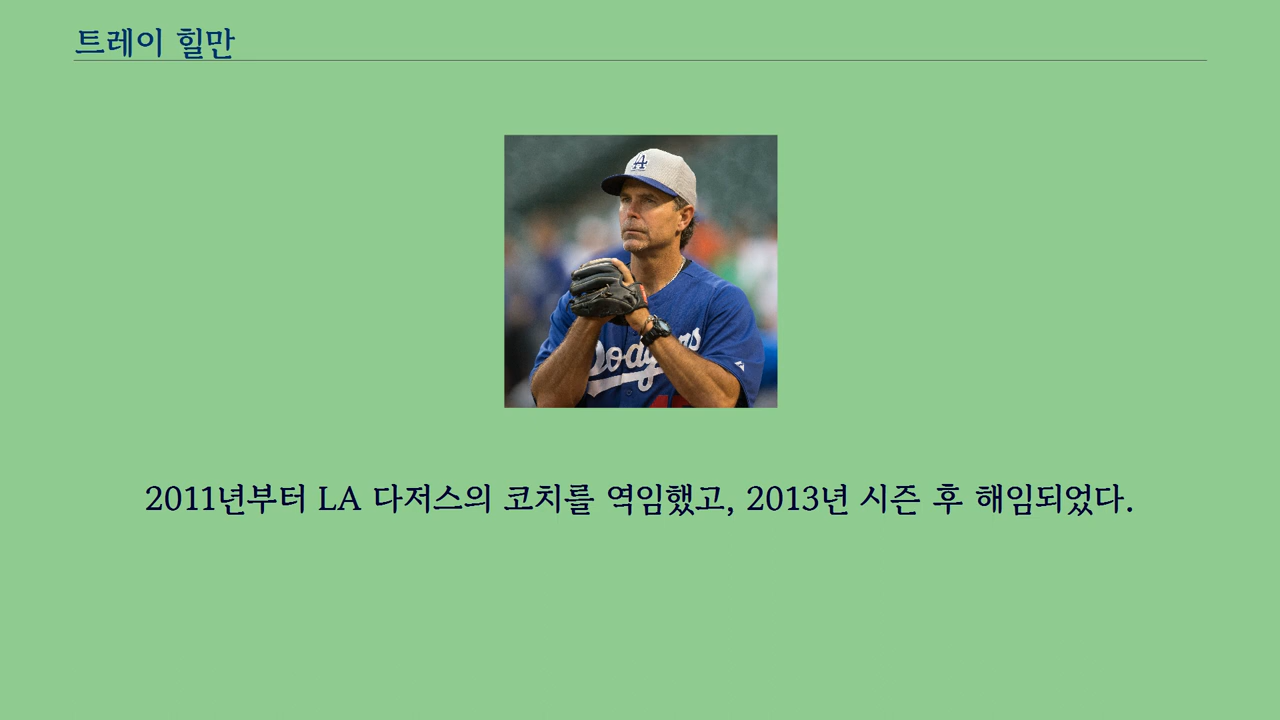 트레이 힐만
Dodgers
2011년부터 LA 다저스의 코치를 역임했고, 2013년 시즌 후 해임되었다.